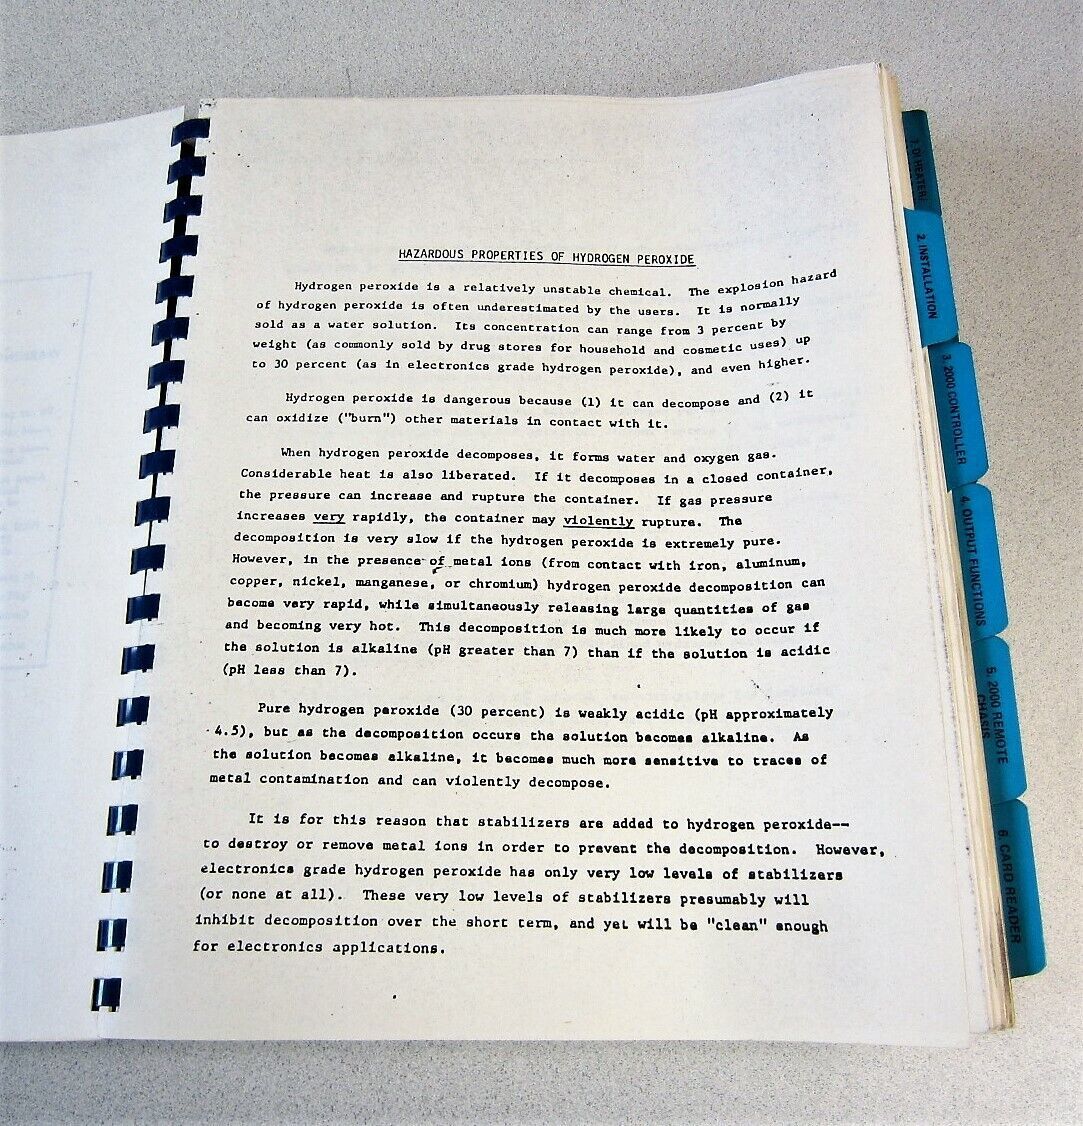 HAZARDOUS PROPERTIES OF HYDROGEN PEROXIDE
Hydrogen peroxide is a relatively unstable chemical. The explosion hazard
of hydrogen peroxide is often underestimated by the users. It is normally
sold as a water solution. Its concentration can range from 3 percent by
weight (as commonly sold by drug stores for household and cosmetic uses) up
to 30 percent (as in electronics grade hydrogen peroxide), and even higher.
Hydrogen peroxide is dangerous because (1) it can decompose and (2) it
can oxidize ("burn") other materials in contact with it.
When hydrogen peroxide decomposes, it forms water and oxygen gas.
Considerable heat is also liberated. If it decomposes in a closed container,
the pressure can increase and rupture the container. If gas pressure
increases very rapidly, the container may violently rupture. The
decomposition is very slow if the hydrogen peroxide is extremely pure.
However, in the presence of metal ions (from contact with iron, aluminum,
copper, nickel, manganese, or chromium) hydrogen peroxide decomposition can
become very rapid, while simultaneously releasing large quantities of gas
and becoming very hot. This decomposition is much more likely to occur if
the solution is alkaline (pH greater than 7) than if the solution is acidic
(pH less than 7).
Pure hydrogen peroxide (30 percent) is weakly acidic (pH approximately
4.5), but as the decomposition occurs the solution becomes alkaline. As
the solution becomes alkaline, it becomes much more sensitive to traces of
metal contamination and can violently decompose.
It is for this reason that stabilizers are added to hydrogen peroxide--
to destroy or remove metal ions in order to prevent the decomposition. However,
electronics grade hydrogen peroxide has only very low levels of stabilizers
(or none at all). These very low levels of stabilizers presumably will
inhibit decomposition over the short term, and yet will be "clean" enough
for electronics applications.
1. DI HEATER
2. INSTALLATION
3. 2000 CONTROLLER
4. OUTPUT FUNCTIONS
5. 2000 REMOTE
CHASIS
6. CARD READER